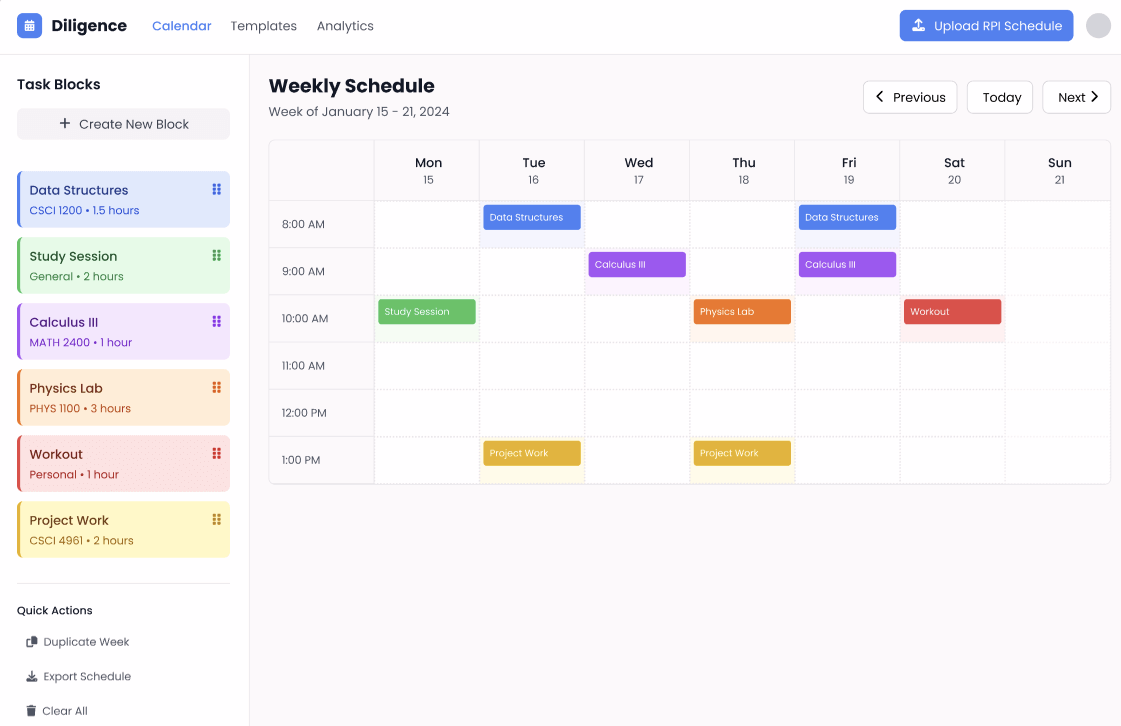 Diligence
Calendar Templates Analytics
Upload RPI Schedule
Task Blocks
Create New Block
Data Structures
CSCI 1200 • 1.5 hours
Study Session
General • 2 hours
Calculus III
MATH 2400 • 1 hour
Physics Lab
PHYS 1100 • 3 hours
Workout
Personal • 1 hour
Project Work
CSCI 4961 • 2 hours
Quick Actions
Duplicate Week
Export Schedule
Clear All
Weekly Schedule
Week of January 15 - 21, 2024
Previous Today Next
Mon Tue Wed Thu Fri Sat Sun
15 16 17 18 19 20 21
8:00 AM Data Structures Data Structures
9:00 AM Calculus III Calculus III
10:00 AM Study Session Physics Lab Workout
11:00 AM
12:00 PM
1:00 PM Project Work Project Work